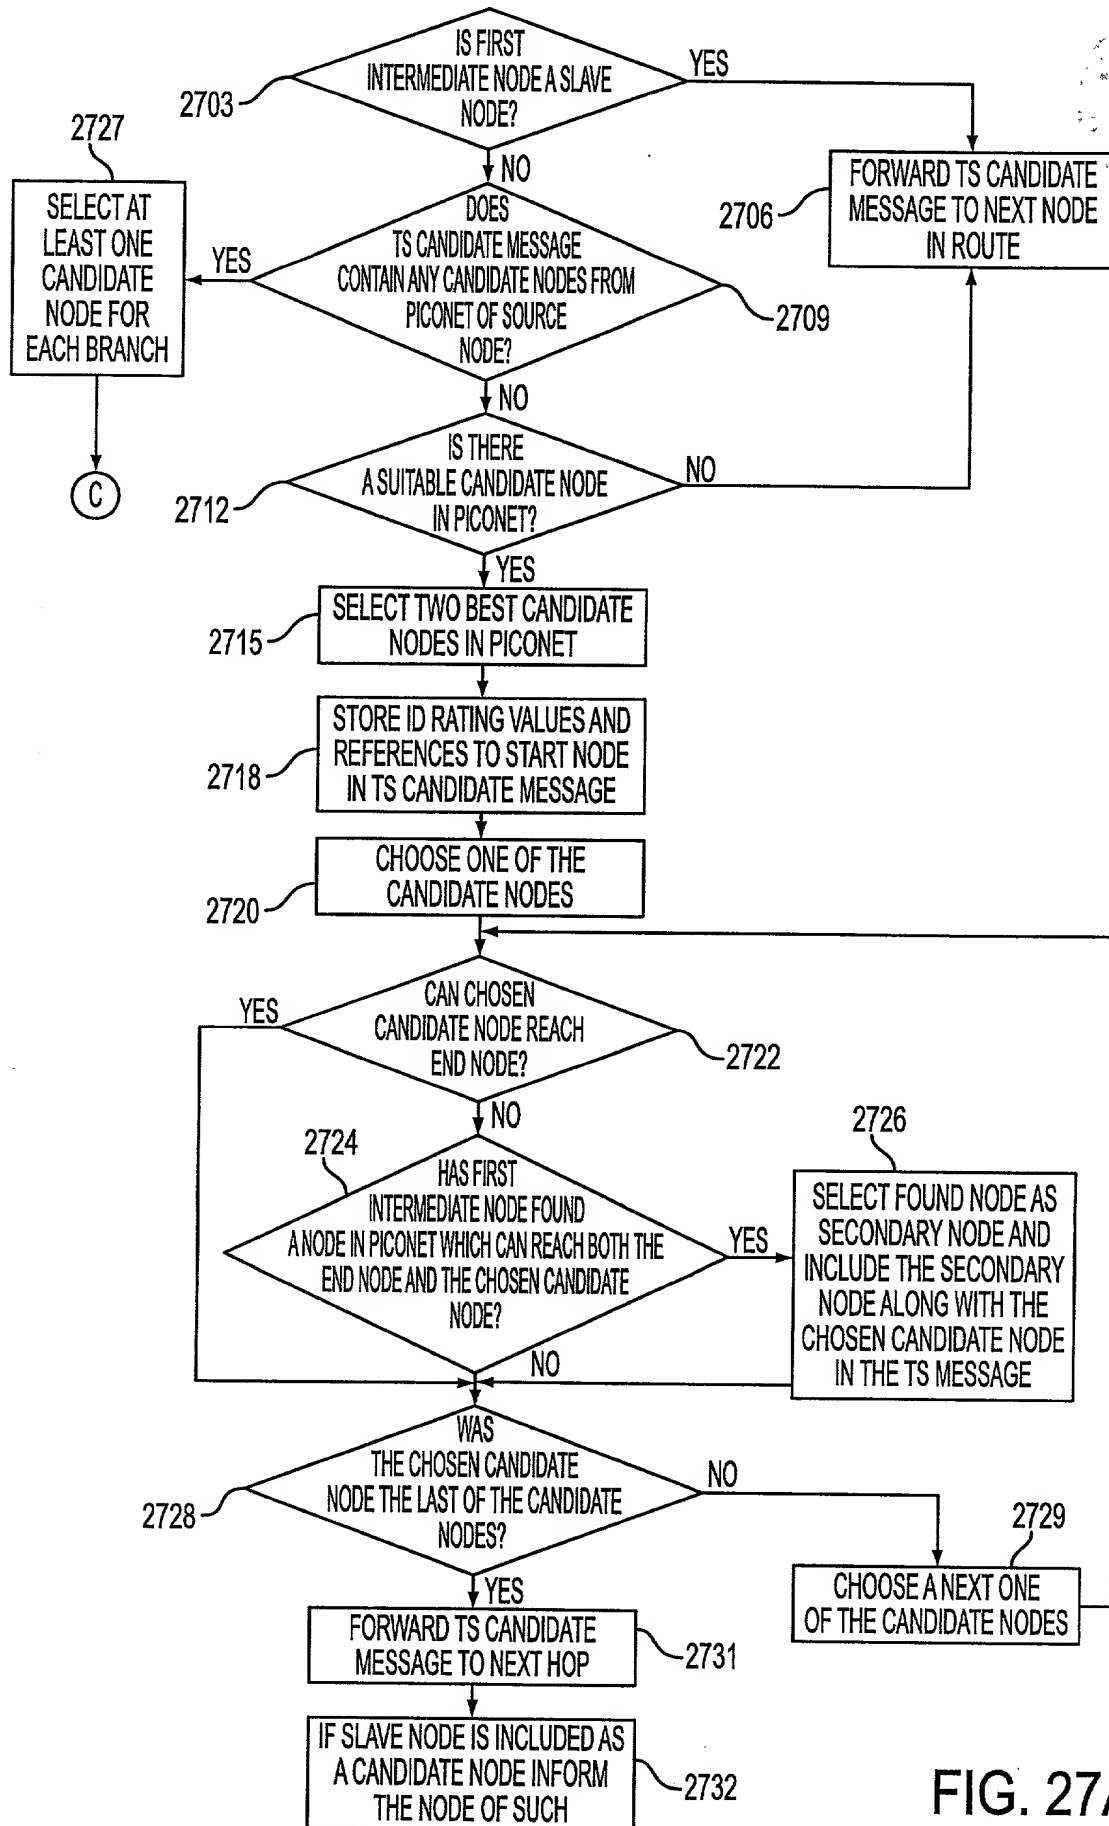 IS FIRST
INTERMEDIATE NODE A SLAVE
NODE?
YES
2703
NO
2727
SELECT AT
LEAST ONE
CANDIDATE
NODE FOR
EACH BRANCH
C
FORWARD TS CANDIDATE
MESSAGE TO NEXT NODE
IN ROUTE
2706
DOES
TS CANDIDATE MESSAGE
CONTAIN ANY CANDIDATE NODES FROM
PICONET OF SOURCE
NODE?
YES
2709
NO
IS THERE
A SUITABLE CANDIDATE NODE
IN PICONET?
NO
2712
YES
SELECT TWO BEST CANDIDATE
NODES IN PICONET
2715
STORE ID RATING VALUES AND
REFERENCES TO START NODE
IN TS CANDIDATE MESSAGE
2718
CHOOSE ONE OF THE
CANDIDATE NODES
2720
CAN CHOSEN
CANDIDATE NODE REACH
END NODE?
YES
2722
NO
2724
HAS FIRST
INTERMEDIATE NODE FOUND
A NODE IN PICONET WHICH CAN REACH BOTH THE
END NODE AND THE CHOSEN CANDIDATE
NODE?
YES
NO
2726
SELECT FOUND NODE AS
SECONDARY NODE AND
INCLUDE THE SECONDARY
NODE ALONG WITH THE
CHOSEN CANDIDATE NODE
IN THE TS MESSAGE
WAS
THE CHOSEN CANDIDATE
NODE THE LAST OF THE CANDIDATE
NODES?
NO
2728
YES
2729
CHOOSE A NEXT ONE
OF THE CANDIDATE NODES
FORWARD TS CANDIDATE
MESSAGE TO NEXT HOP
2731
IF SLAVE NODE IS INCLUDED AS
A CANDIDATE NODE INFORM
THE NODE OF SUCH
2732
FIG. 27A